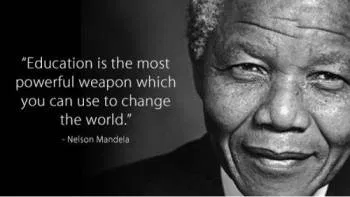 “Education is the most
powerful weapon which
you can use to change
the world.”
- Nelson Mandela